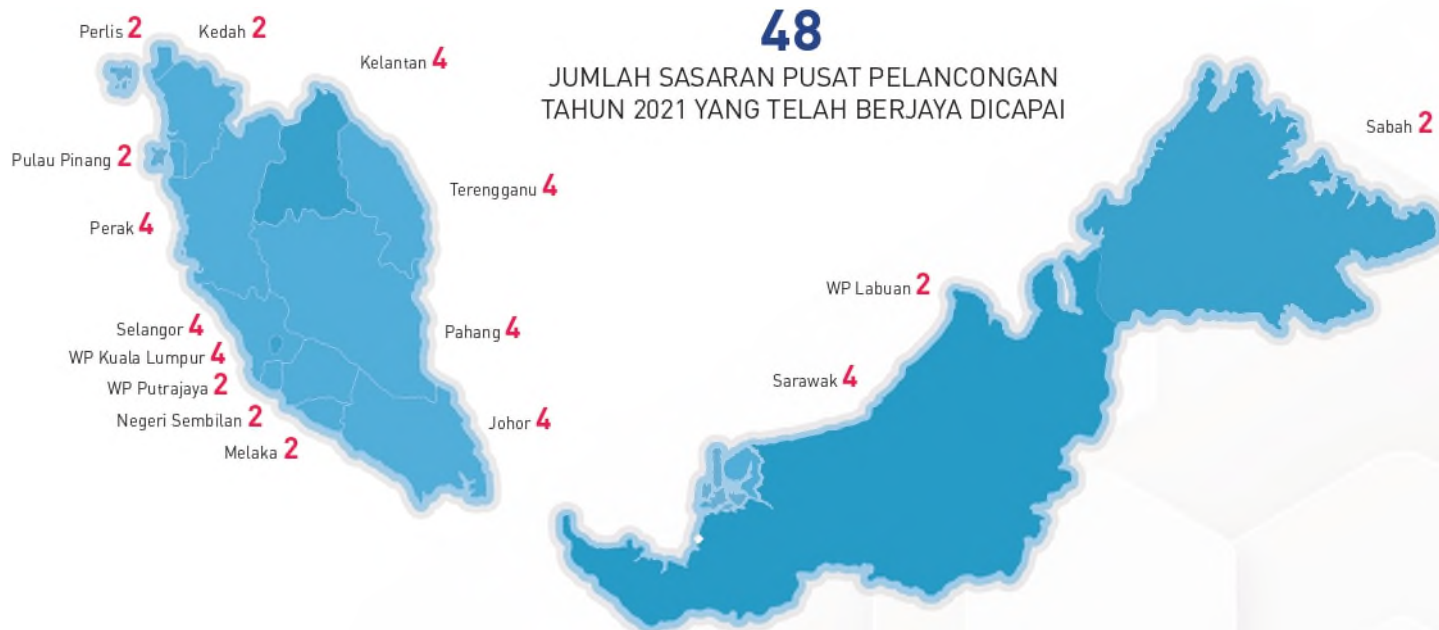 48
JUMLAH SASARAN PUSAT PELANCONGAN
TAHUN 2021 YANG TELAH BERJAYA DICAPAI
Perlis 2
Kedah 2
Kelantan 4
Pulau Pinang 2
Terengganu 4
Perak 4
Selangor 4
Pahang 4
WP Kuala Lumpur 4
WP Putrajaya 2
Negeri Sembilan 2
Johor 4
Melaka 2
Sabah 2
WP Labuan 2
Sarawak 4